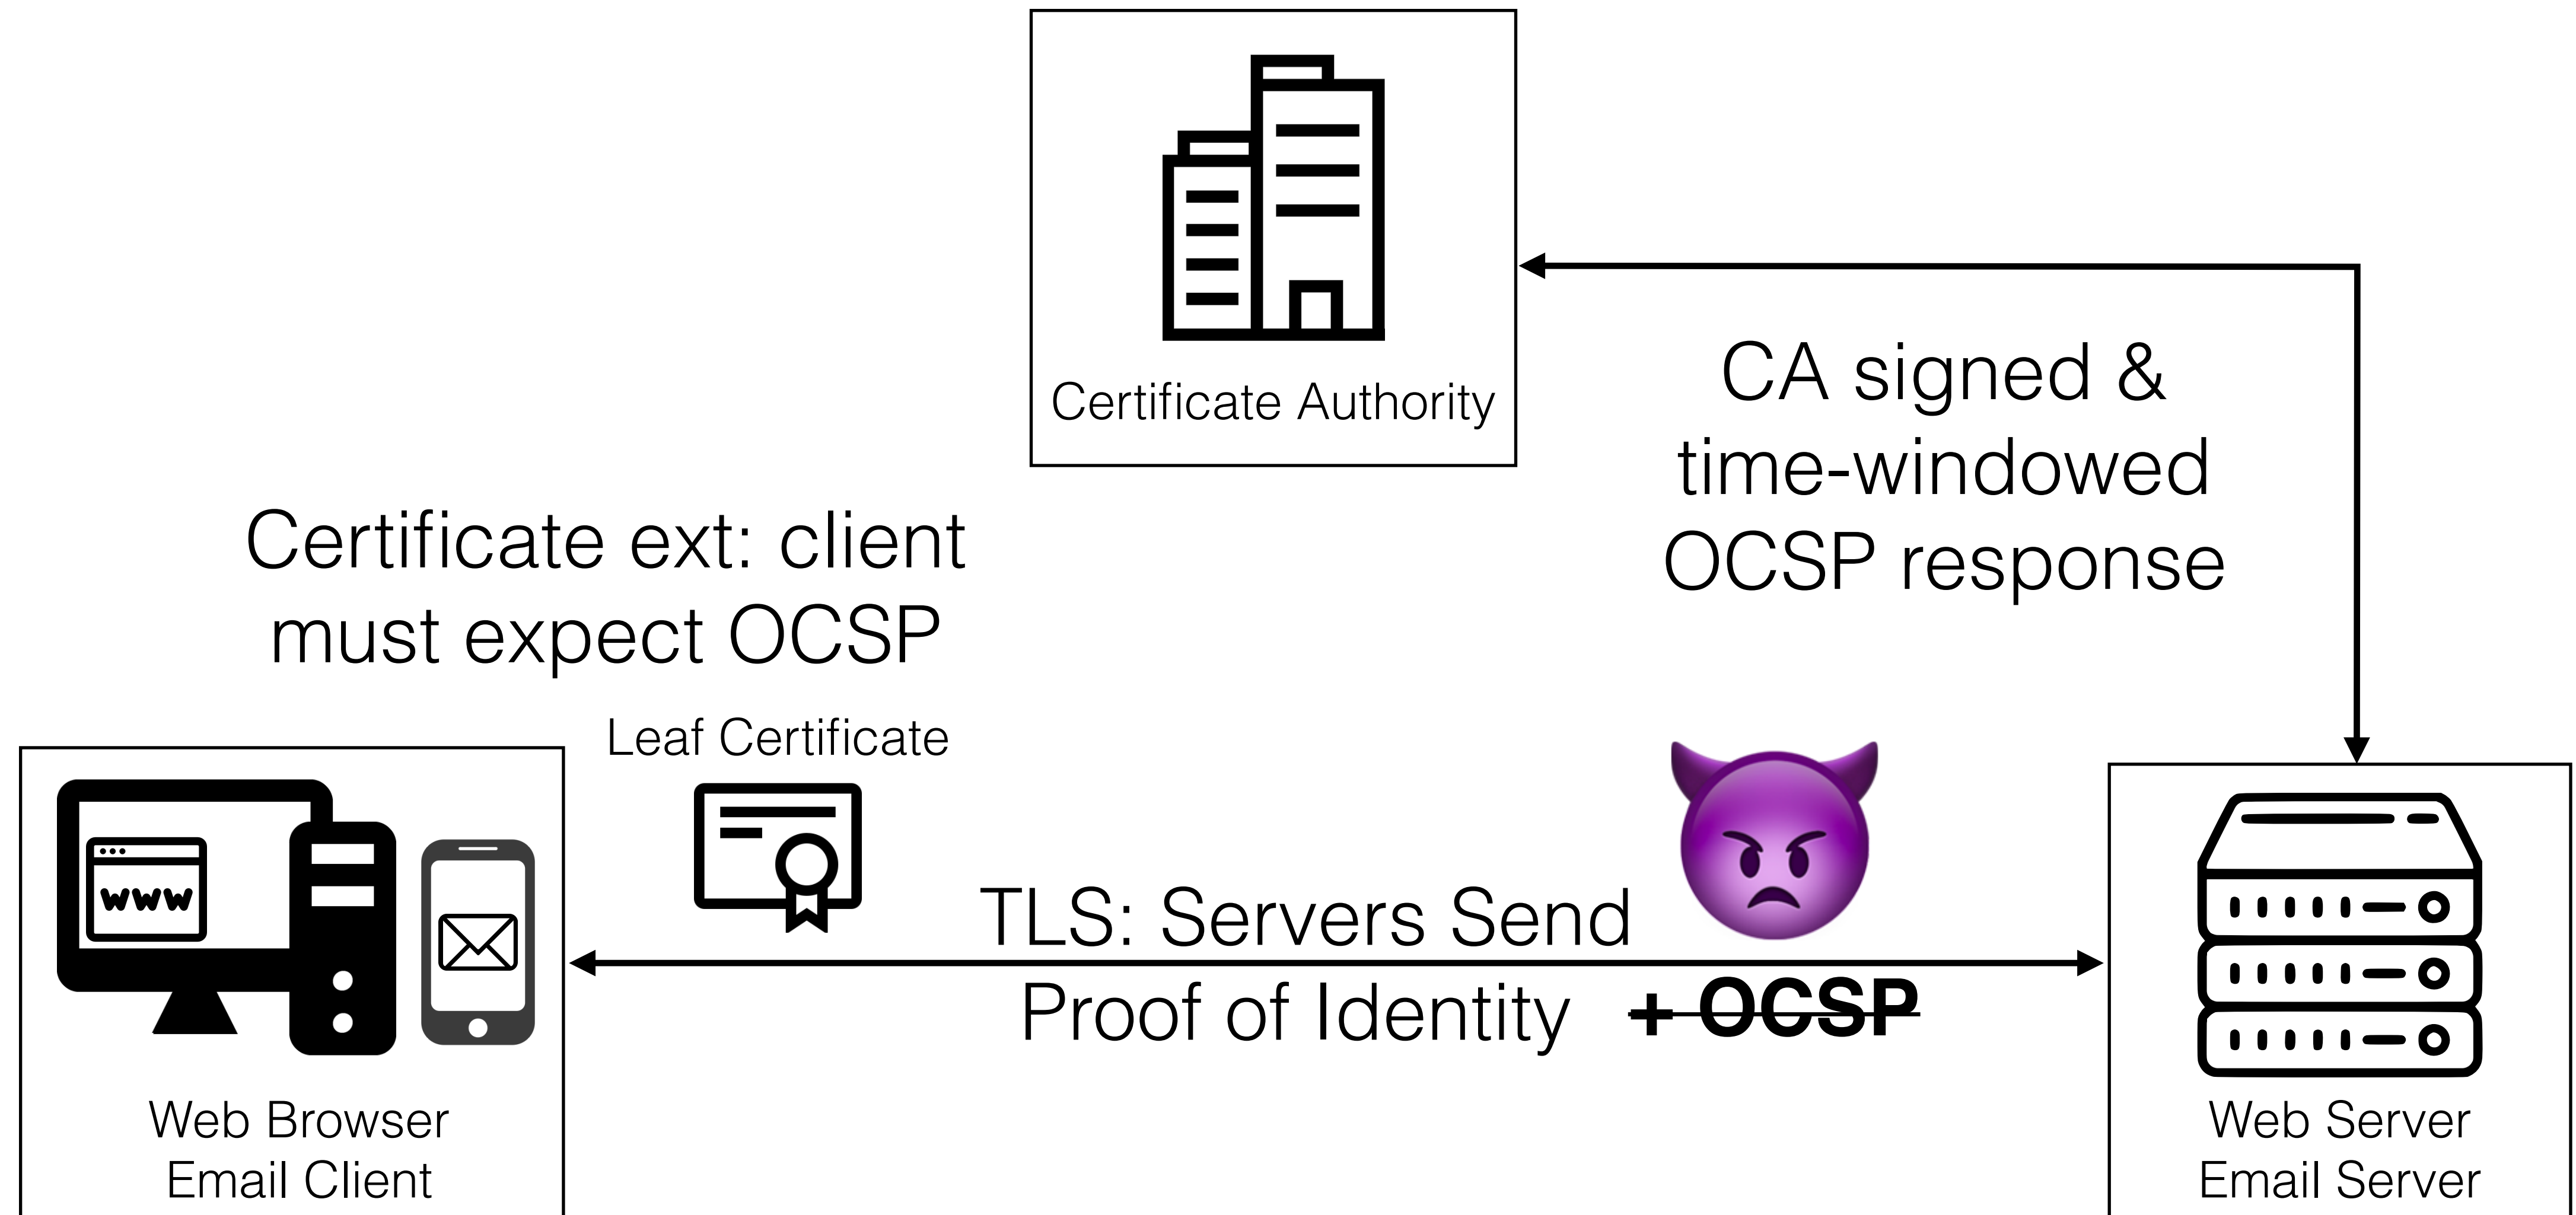 Certificate Authority
CA signed &
time-windowed
OCSP response
Certificate ext: client
must expect OCSP
Leaf Certificate
www
TLS: Servers Send
Proof of Identity + OCSP
Web Browser
Email Client
Web Server
Email Server